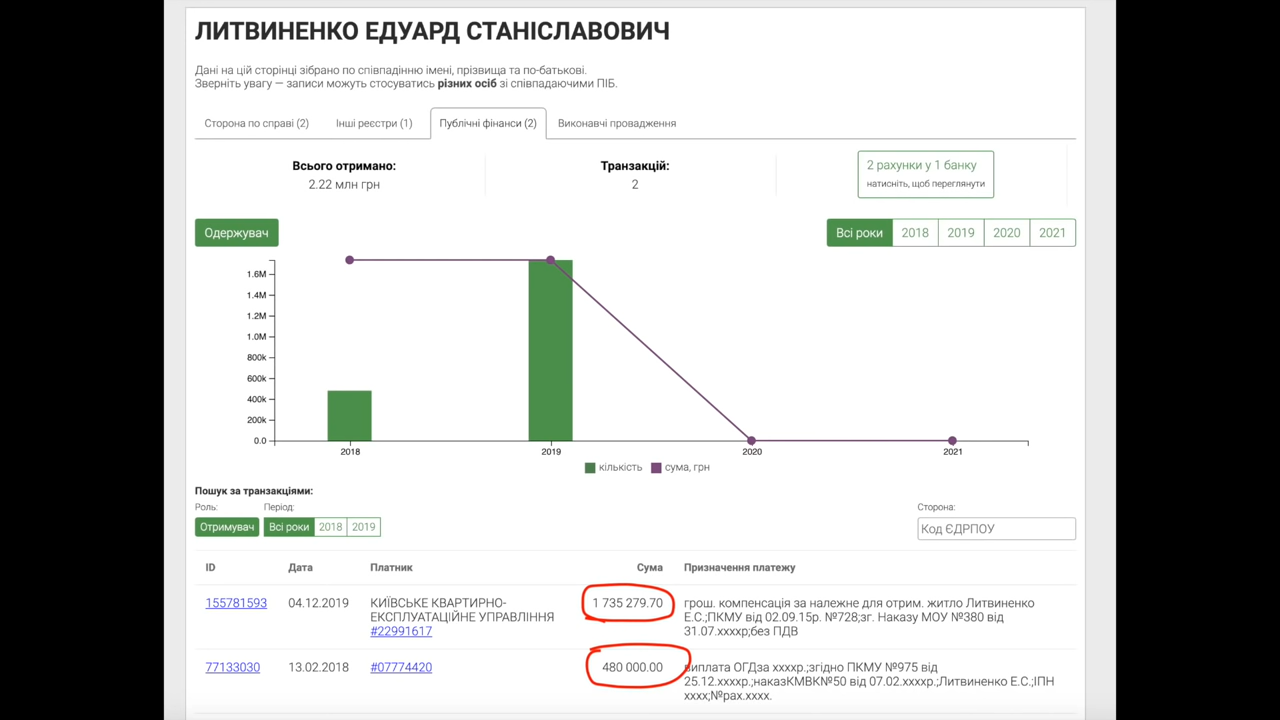 ЛИТВИНЕНКО ЕДУАРД СТАНІСЛАВОВИЧ
Дані на цій сторінці зібрано по співпадінню імені, прізвища та по-батькові.
Зверніть увагу — записи можуть стосуватись різних осіб зі співпадаючими ПІБ.
Сторона по справі (2)
Інші реєстри (1)
Публічні фінанси (2)
Виконавчі провадження
Всього отримано:
2.22 млн грн
Транзакцій:
2
2 рахунки у 1 банку
натисніть, щоб переглянути
Одержувач
Всі роки 2018 2019 2020 2021
1.6M
1.4M
1.2M
1.0M
800k
600k
400k
200k
0.0
2018 2019 2020 2021
кількість сума, грн
Пошук за транзакціями:
Роль: Період: Сторона:
Отримувач Всі роки 2018 2019 Код ЄДРПОУ
ID Дата Платник Сума Призначення платежу
155781593 04.12.2019 КИЇВСЬКЕ КВАРТИРНО- 1 735 279.70 грош. компенсація за належне для отрим. житло Литвиненко
ЕКСПЛУАТАЦІЙНЕ УПРАВЛІННЯ Е.С.;ПКМУ від 02.09.15р. №728;зг. Наказу МОУ №380 від
#22991617 31.07.ххххр;без ПДВ
77133030 13.02.2018 #07774420 480 000.00 виплата ОГДза ххххр.;згідно ПКМУ №975 від
25.12.ххххр.;наказКМВК№50 від 07.02.ххххр.;Литвиненко Е.С.;ІПН
хххх;№рах.хххх.